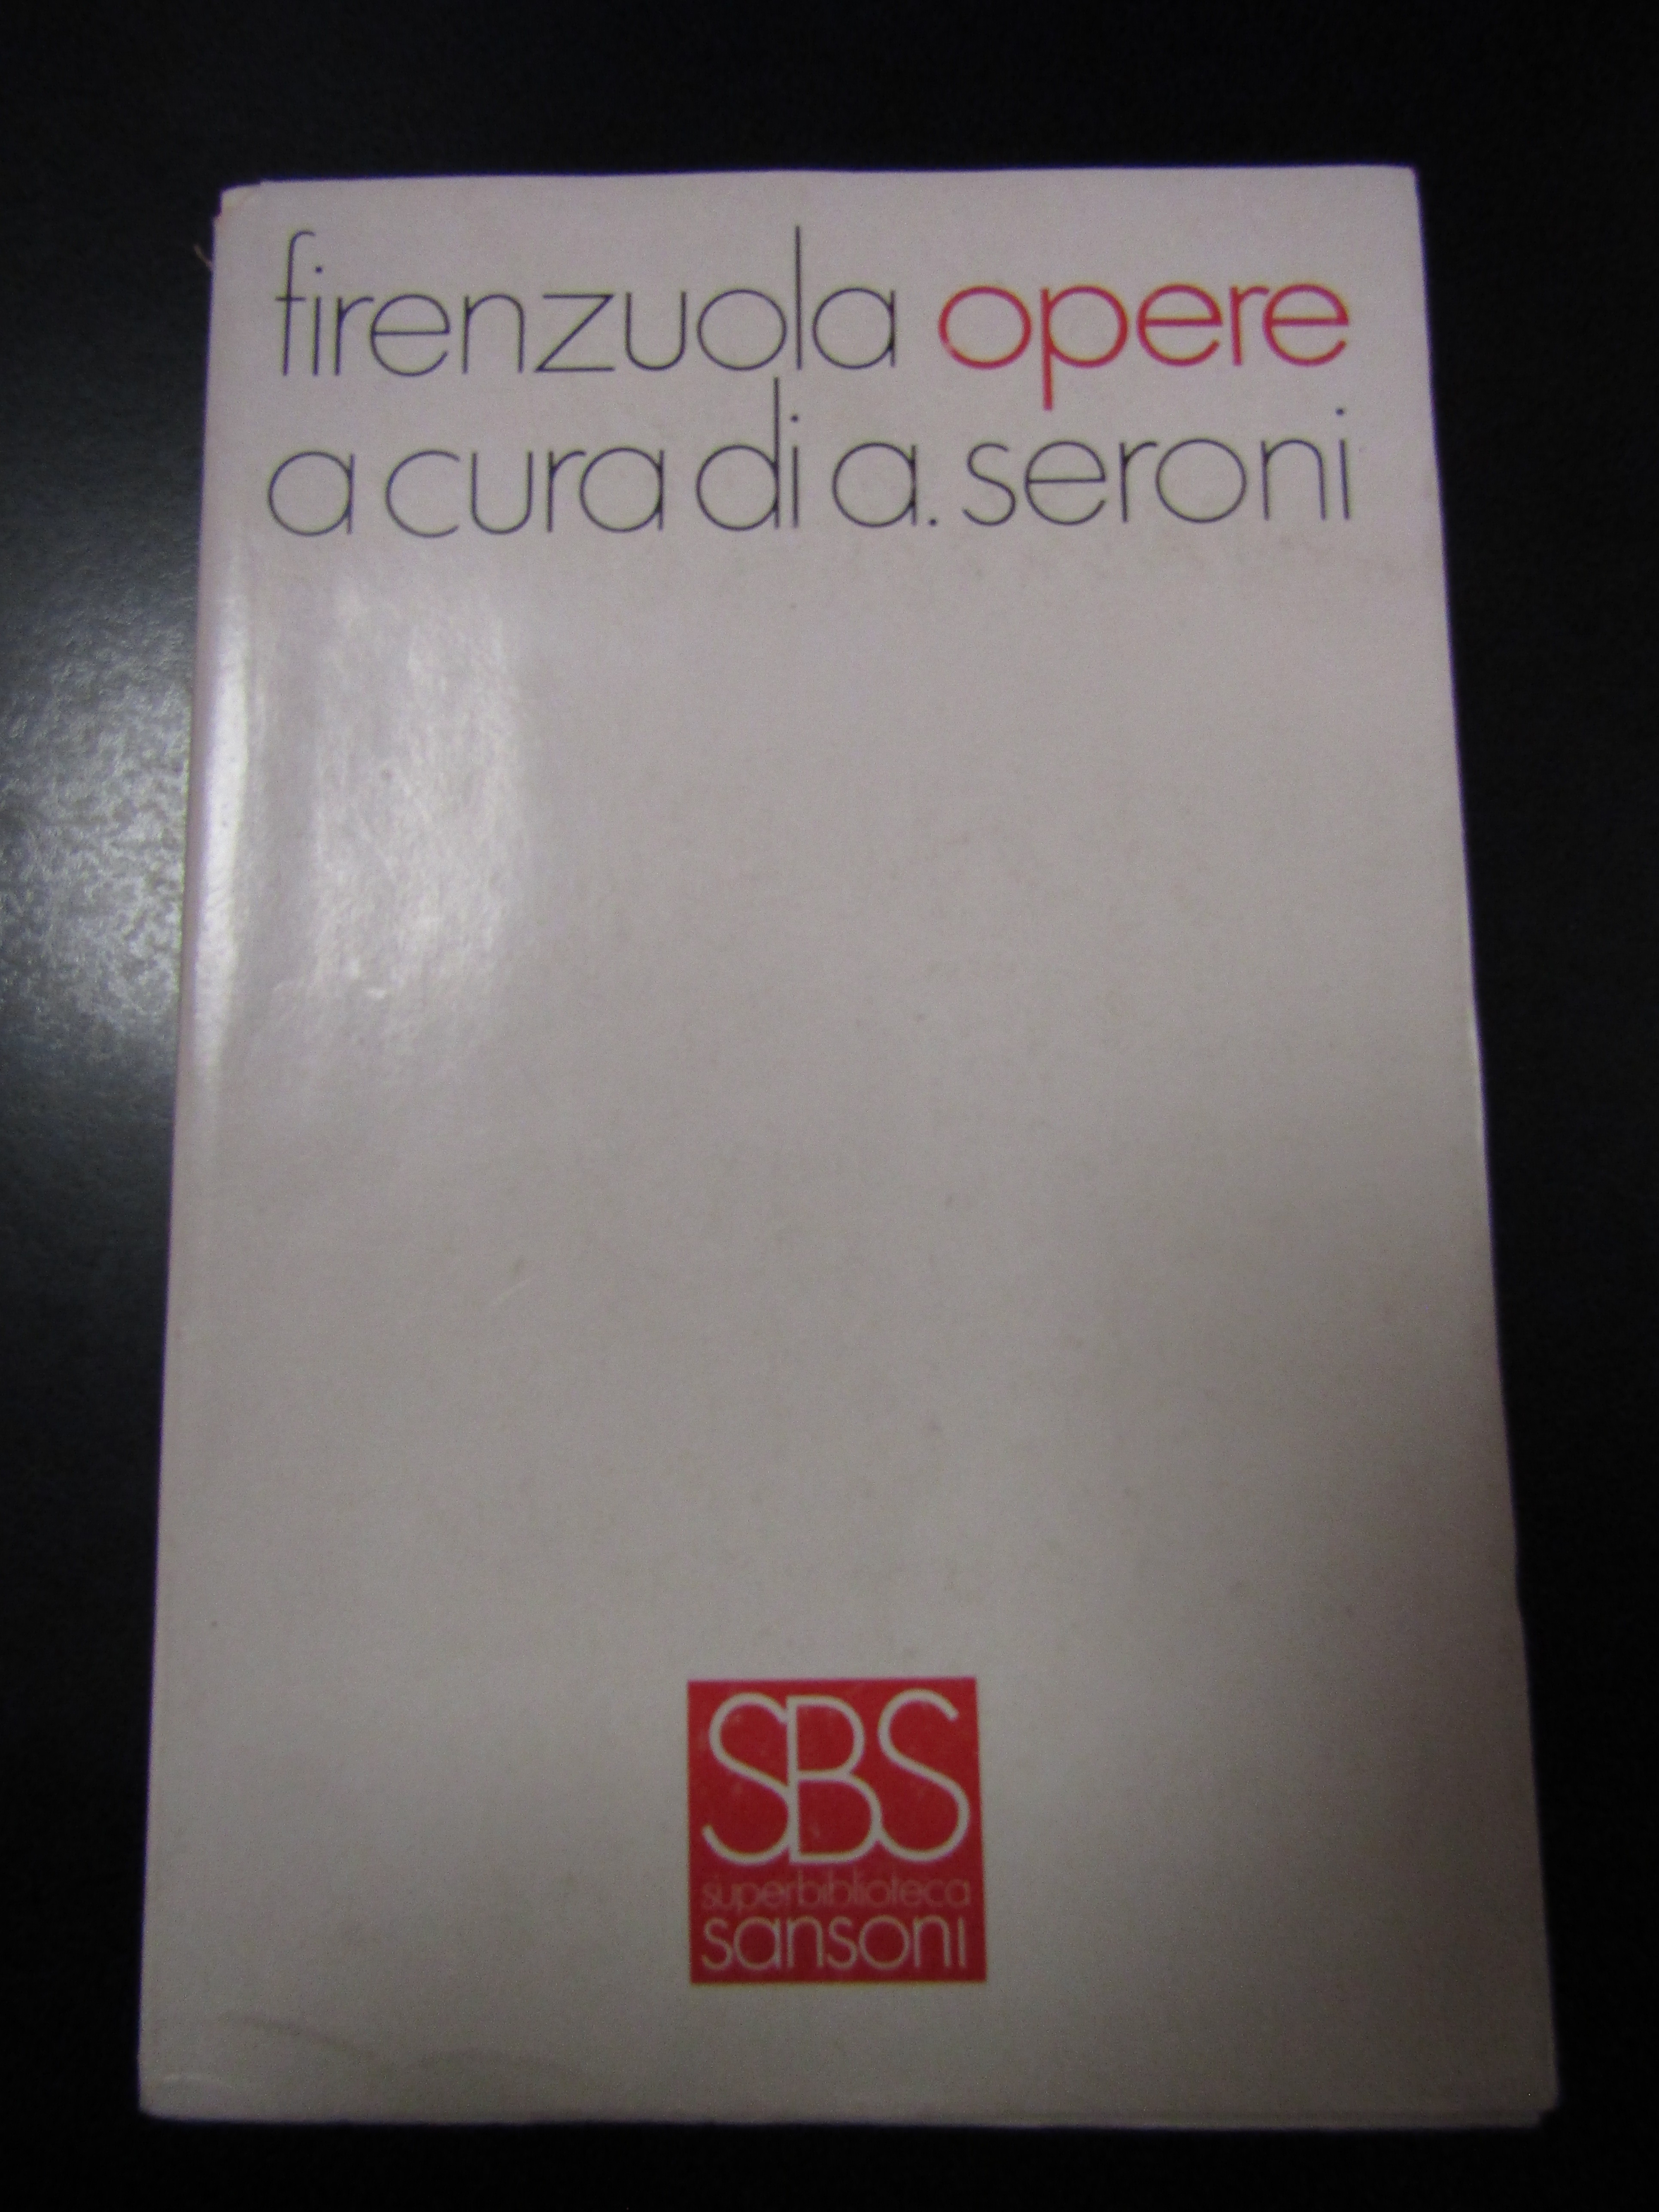 firenzuola opere
a cura di a. seroni
SBS
superbiblioteca
sansoni